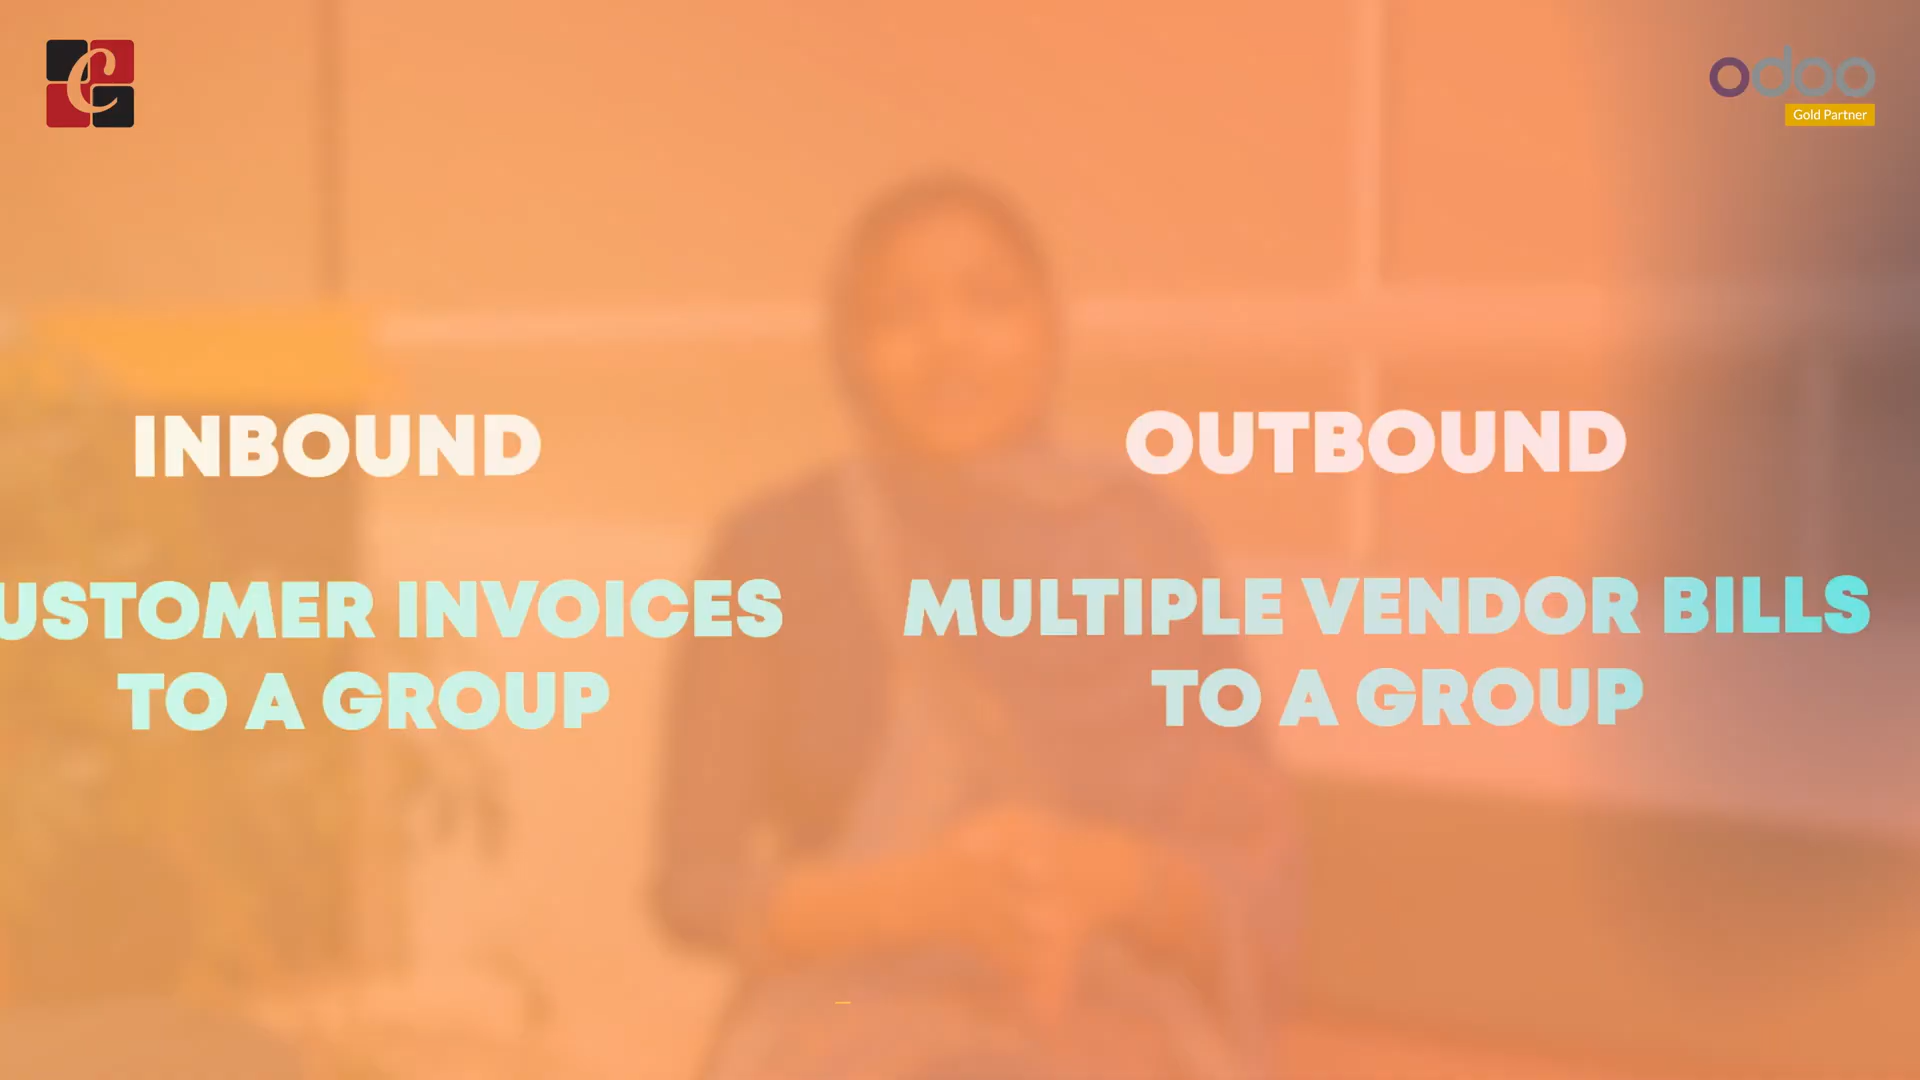 odoo
Gold Partner
INBOUND
OUTBOUND
USTOMER INVOICES
TO A GROUP
MULTIPLE VENDOR BILLS
TO A GROUP